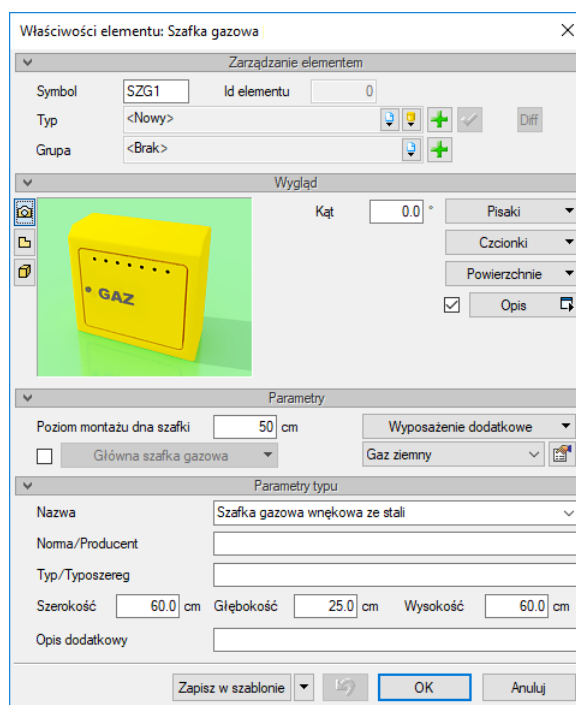 Właściwości elementu: Szafka gazowa
Zarządzanie elementem
Symbol SZG1 Id elementu 0
Typ <Nowy> Diff
Grupa <Brak>
Wygląd
GAZ
Kąt 0.0 ° Pisaki
Czcionki
Powierzchnie
Opis
Parametry
Poziom montażu dna szafki 50 cm Wyposażenie dodatkowe
Główna szafka gazowa Gaz ziemny
Parametry typu
Nazwa Szafka gazowa wnękowa ze stali
Norma/Producent
Typ/Typoszereg
Szerokość 60.0 cm Głębokość 25.0 cm Wysokość 60.0 cm
Opis dodatkowy
Zapisz w szablonie OK Anuluj